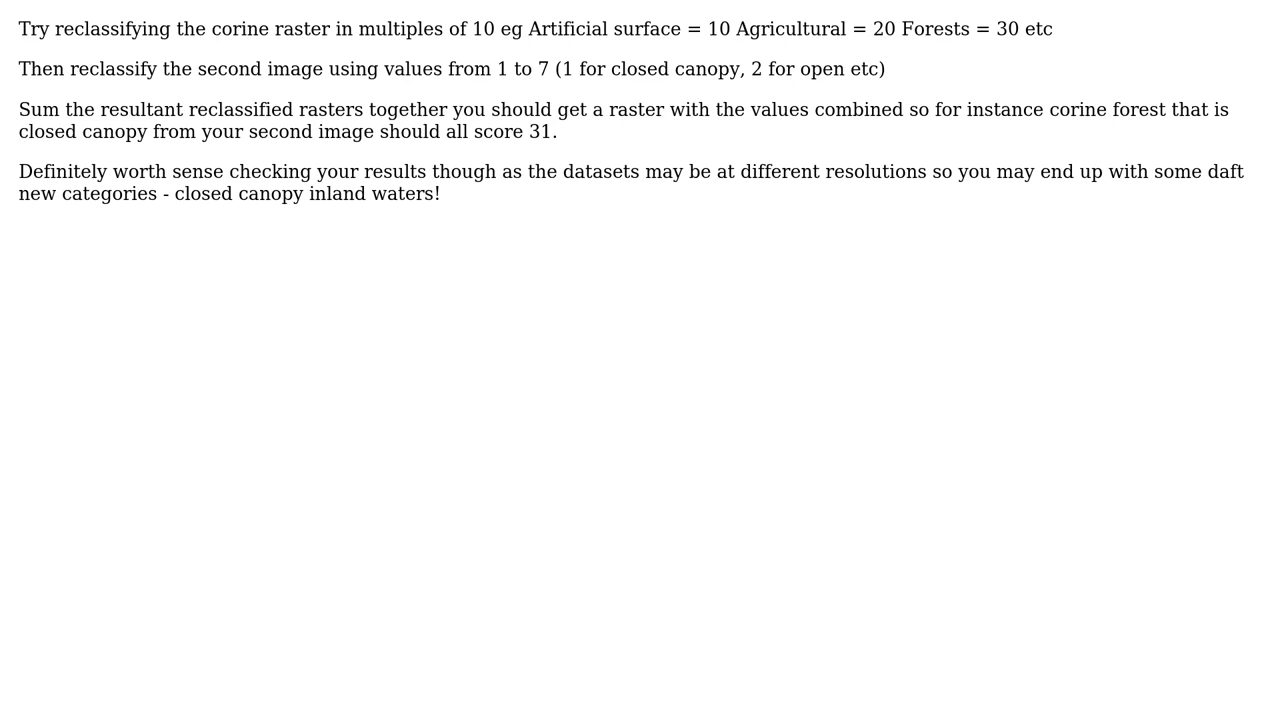 Try reclassifying the corine raster in multiples of 10 eg Artificial surface = 10 Agricultural = 20 Forests = 30 etc
Then reclassify the second image using values from 1 to 7 (1 for closed canopy, 2 for open etc)
Sum the resultant reclassified rasters together you should get a raster with the values combined so for instance corine forest that is
closed canopy from your second image should all score 31.
Definitely worth sense checking your results though as the datasets may be at different resolutions so you may end up with some daft
new categories - closed canopy inland waters!